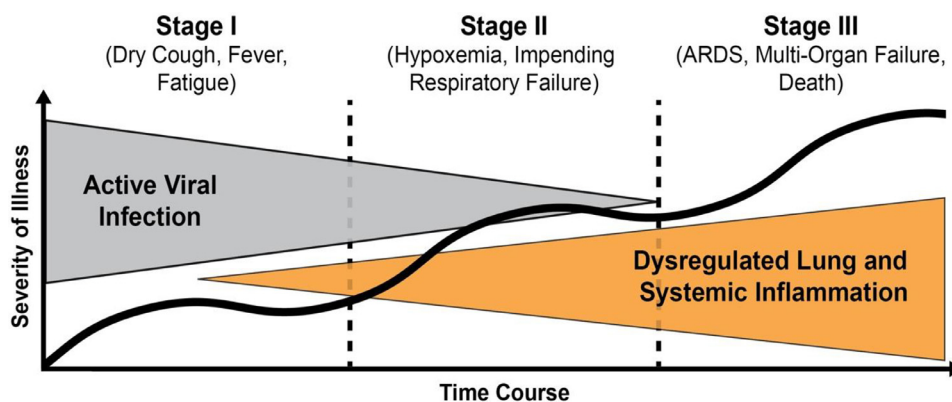 Stage I
(Dry Cough, Fever,
Fatigue)
Stage II
(Hypoxemia, Impending
Respiratory Failure)
Stage III
(ARDS, Multi-Organ Failure,
Death)
Severity of Illness
Active Viral
Infection
Dysregulated Lung and
Systemic Inflammation
Time Course